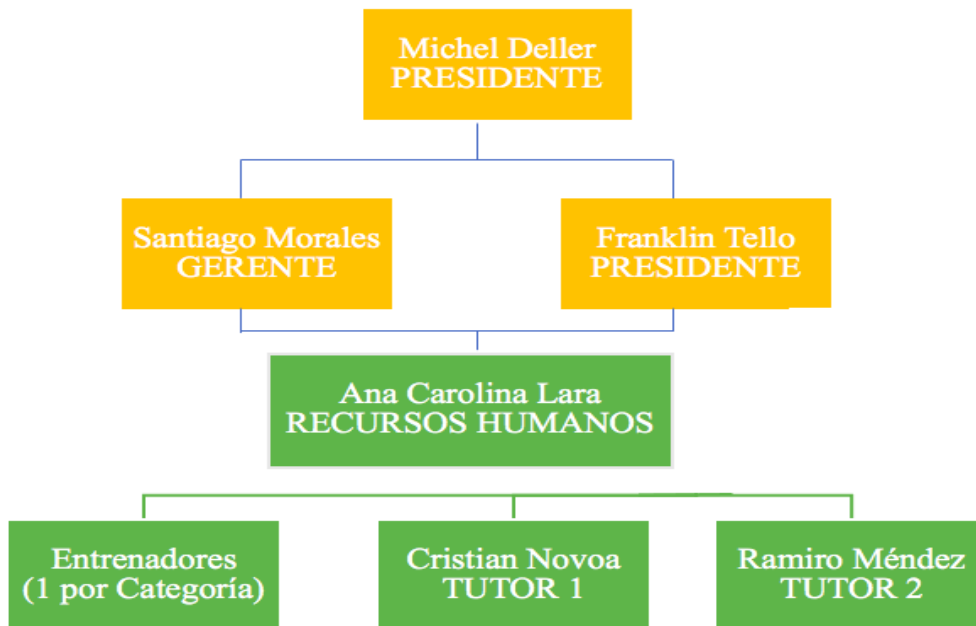 Michel Deller
PRESIDENTE
Santiago Morales
GERENTE
Franklin Tello
PRESIDENTE
Ana Carolina Lara
RECURSOS HUMANOS
Entrenadores
(1 por Categoría)
Cristian Novoa
TUTOR 1
Ramiro Méndez
TUTOR 2